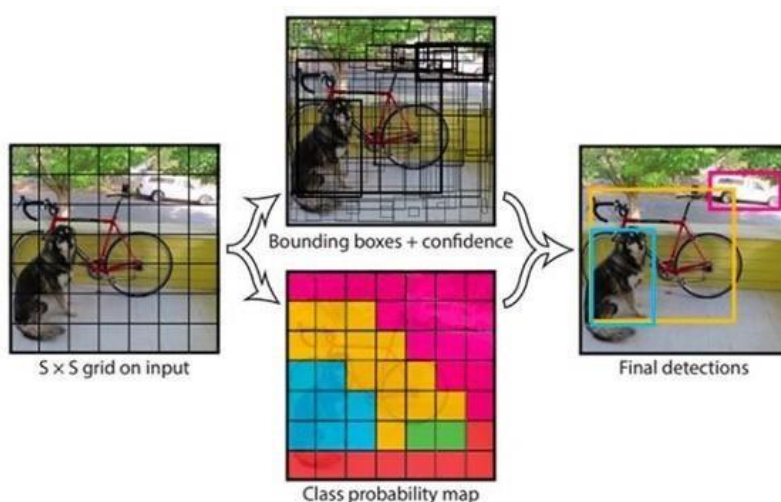 Bounding boxes + confidence
S × S grid on input
Final detections
Class probability map